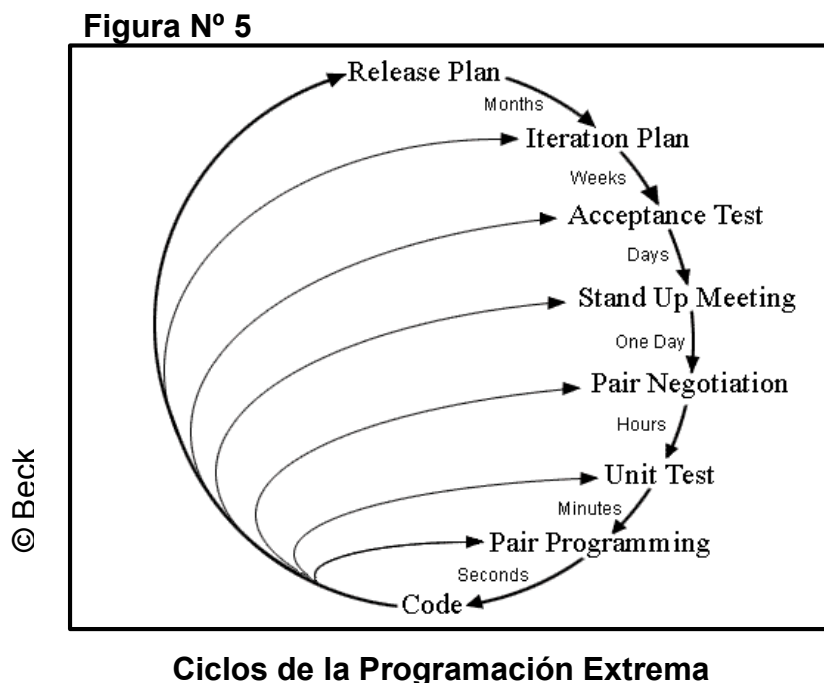 Figura Nº 5
Release Plan
Months
Iteration Plan
Weeks
Acceptance Test
Days
Stand Up Meeting
One Day
Pair Negotiation
Hours
Unit Test
Minutes
Pair Programming
Seconds
Code
© Beck
Ciclos de la Programación Extrema